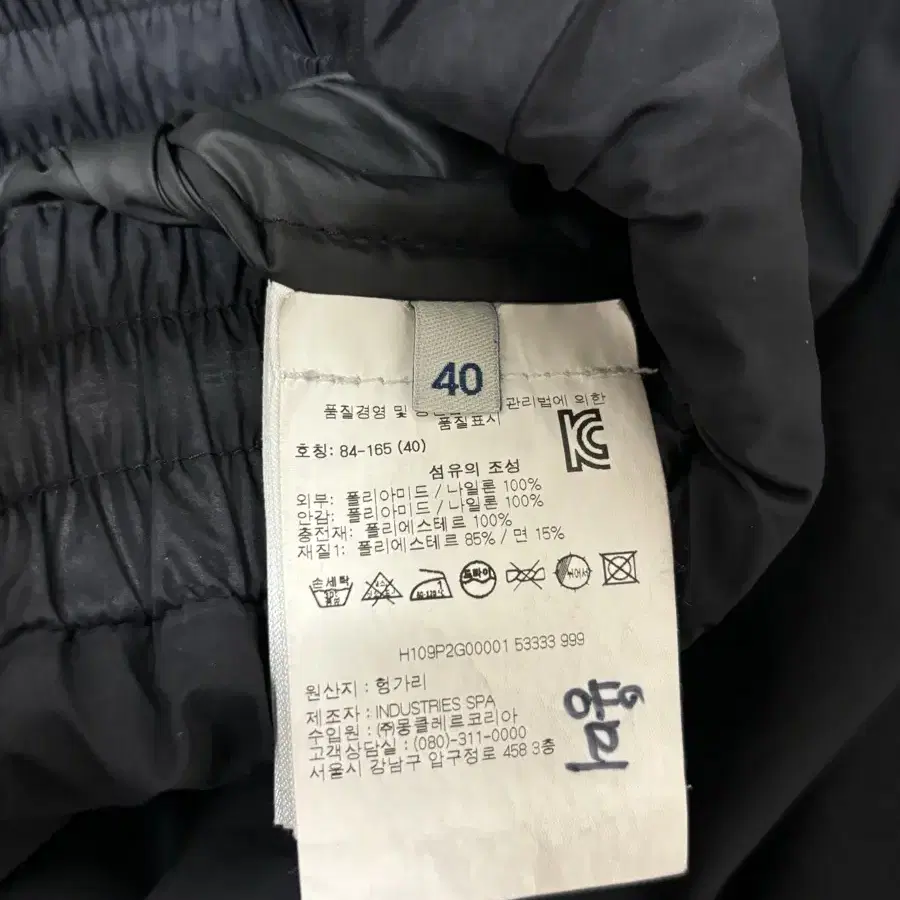 40
품질경영 및 관리법에 의한
품질표시
호칭: 84-165 (40)
섬유의 조성
외부: 폴리아미드 / 나일론 100%
안감: 폴리아미드 / 나일론 100%
충전재: 폴리에스테르 100%
재질1: 폴리에스테르 85% / 면 15%
손세탁 드라이
H109P2G00001 53333 999
원산지 : 헝가리
제조자 : INDUSTRIES SPA
수입원 : (주)몽클레르코리아
고객상담실 : (080)-311-0000
서울시 강남구 압구정로 458 3층